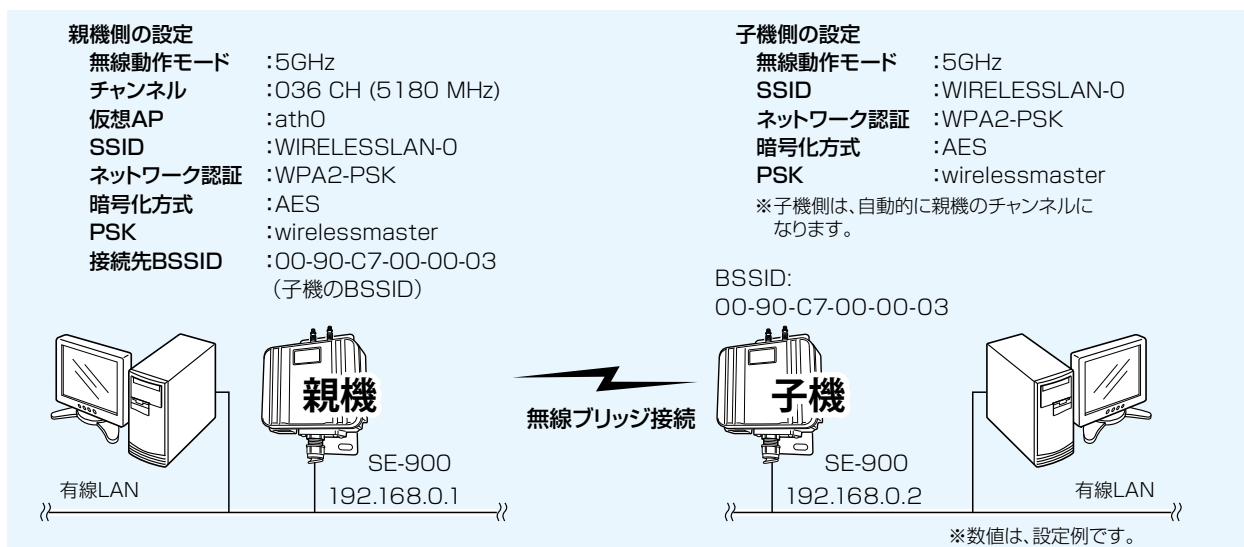 親機側の設定
無線動作モード :5GHz
チャンネル :036 CH (5180 MHz)
仮想AP :ath0
SSID :WIRELESSLAN-0
ネットワーク認証 :WPA2-PSK
暗号化方式 :AES
PSK :wirelessmaster
接続先BSSID :00-90-C7-00-00-03
(子機のBSSID)
子機側の設定
無線動作モード :5GHz
SSID :WIRELESSLAN-0
ネットワーク認証 :WPA2-PSK
暗号化方式 :AES
PSK :wirelessmaster
※子機側は、自動的に親機のチャンネルに
なります。
BSSID:
00-90-C7-00-00-03
親機
無線ブリッジ接続
子機
有線LAN
SE-900
192.168.0.1
SE-900
192.168.0.2
有線LAN
※数値は、設定例です。